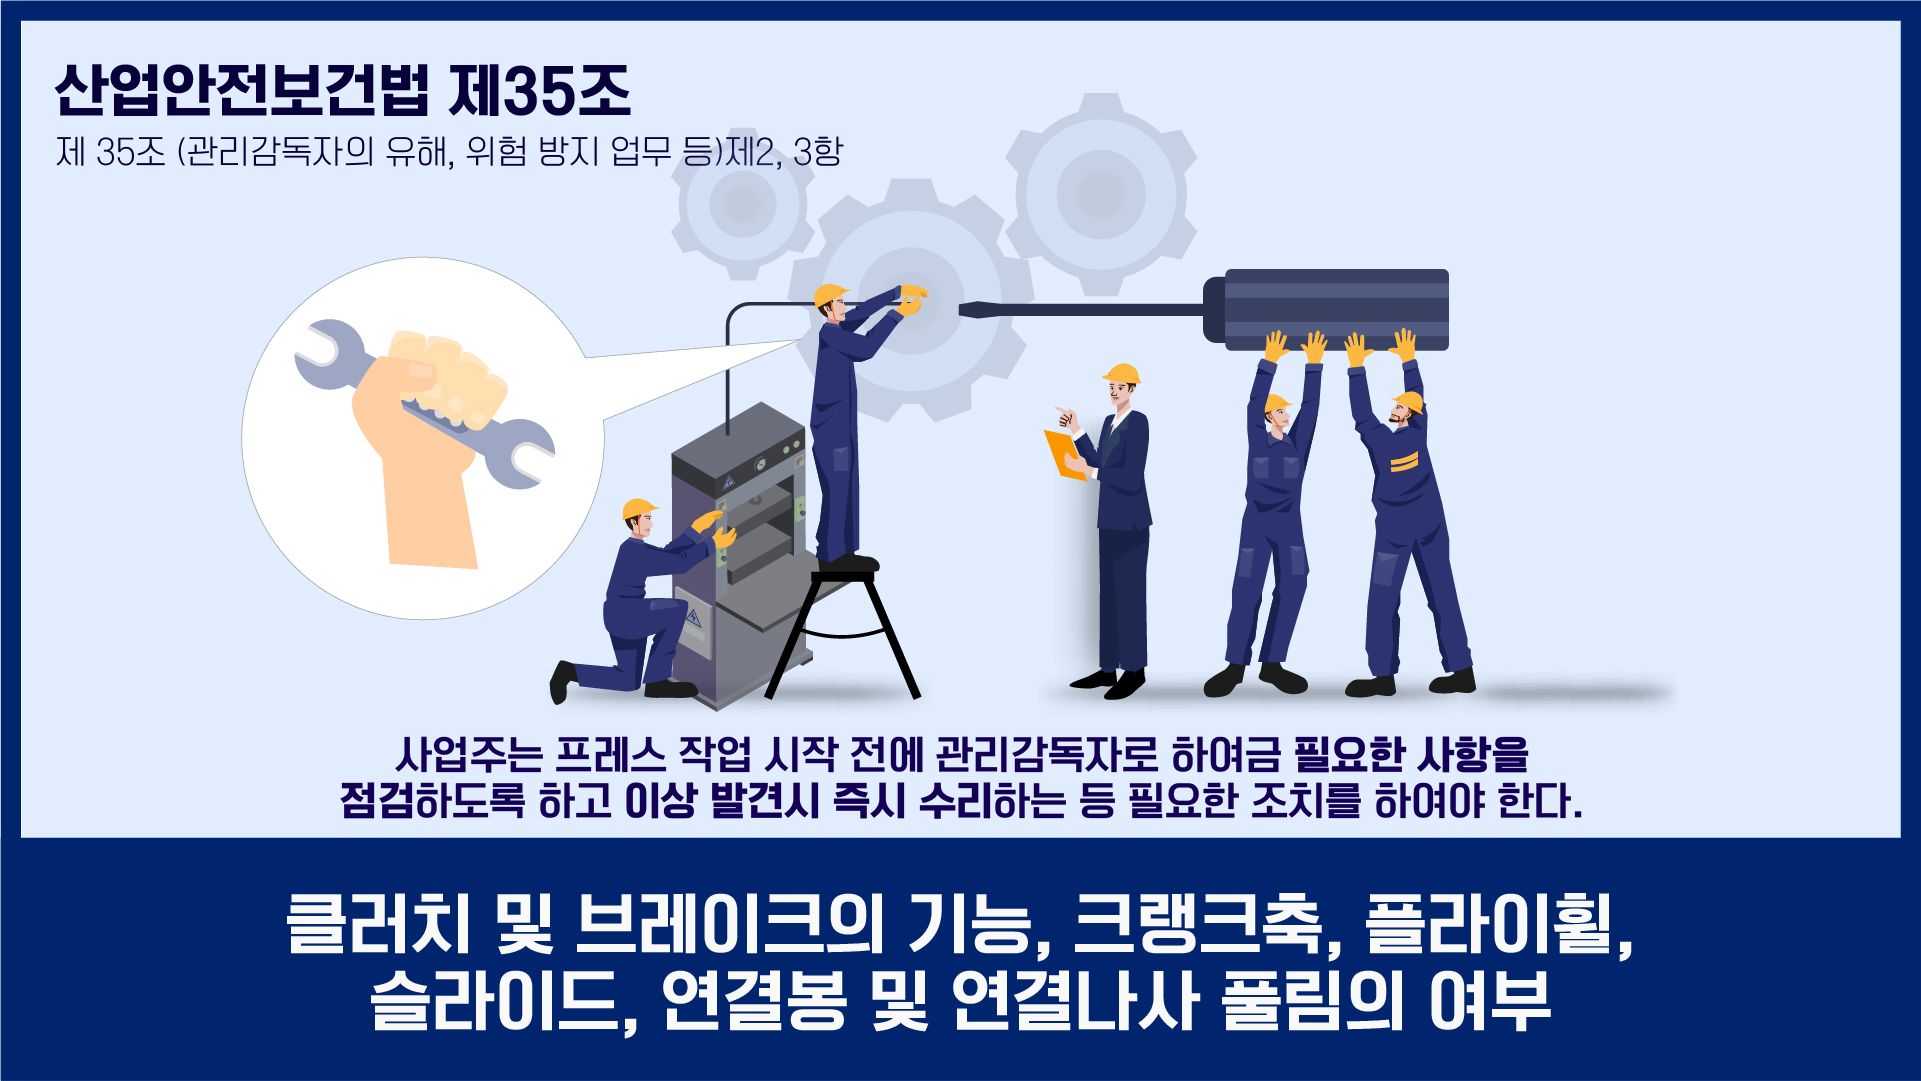 산업안전보건법 제35조
제 35조 (관리감독자의 유해, 위험 방지 업무 등)제2, 3항
사업주는 프레스 작업 시작 전에 관리감독자로 하여금 필요한 사항을
점검하도록 하고 이상 발견시 즉시 수리하는 등 필요한 조치를 하여야 한다.
클러치 및 브레이크의 기능, 크랭크축, 플라이휠,
슬라이드, 연결봉 및 연결나사 풀림의 여부